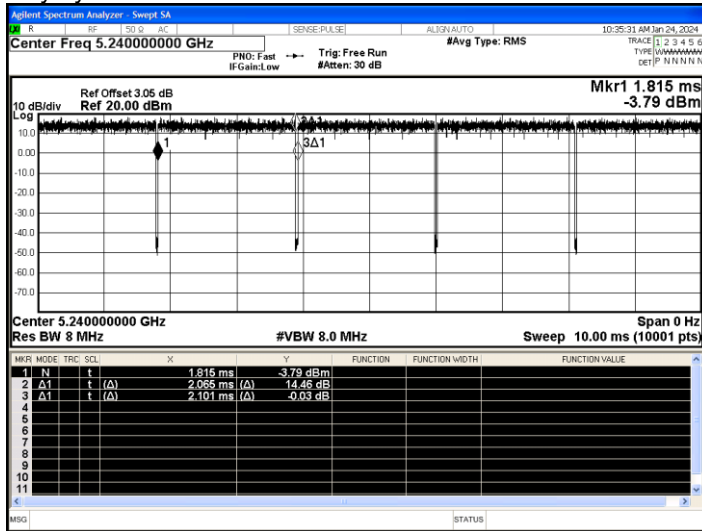 Agilent Spectrum Analyzer - Swept SA
R RF 50 Ω AC SENSE:PULSE ALIGN AUTO 10:35:31 AM Jan 24, 2024
Center Freq 5.240000000 GHz #Avg Type: RMS TRACE 1 2 3 4 5 6
PNO: Fast Trig: Free Run TYPE
IFGain:Low #Atten: 30 dB DET P N N N N N
Mkr1 1.815 ms
Ref Offset 3.05 dB
10 dB/div Ref 20.00 dBm -3.79 dBm
Log
10.0
1 3Δ1
0.00
-10.0
-20.0
-30.0
-40.0
-50.0
-60.0
-70.0
Center 5.240000000 GHz Span 0 Hz
Res BW 8 MHz #VBW 8.0 MHz Sweep 10.00 ms (10001 pts)
MKR MODE TRC SCL X Y FUNCTION FUNCTION WIDTH FUNCTION VALUE
1 N t 1.815 ms -3.79 dBm
2 Δ1 t (Δ) 2.065 ms (Δ) 14.46 dB
3 Δ1 t (Δ) 2.101 ms (Δ) -0.03 dB
4
5
6
7
8
9
10
11
MSG STATUS